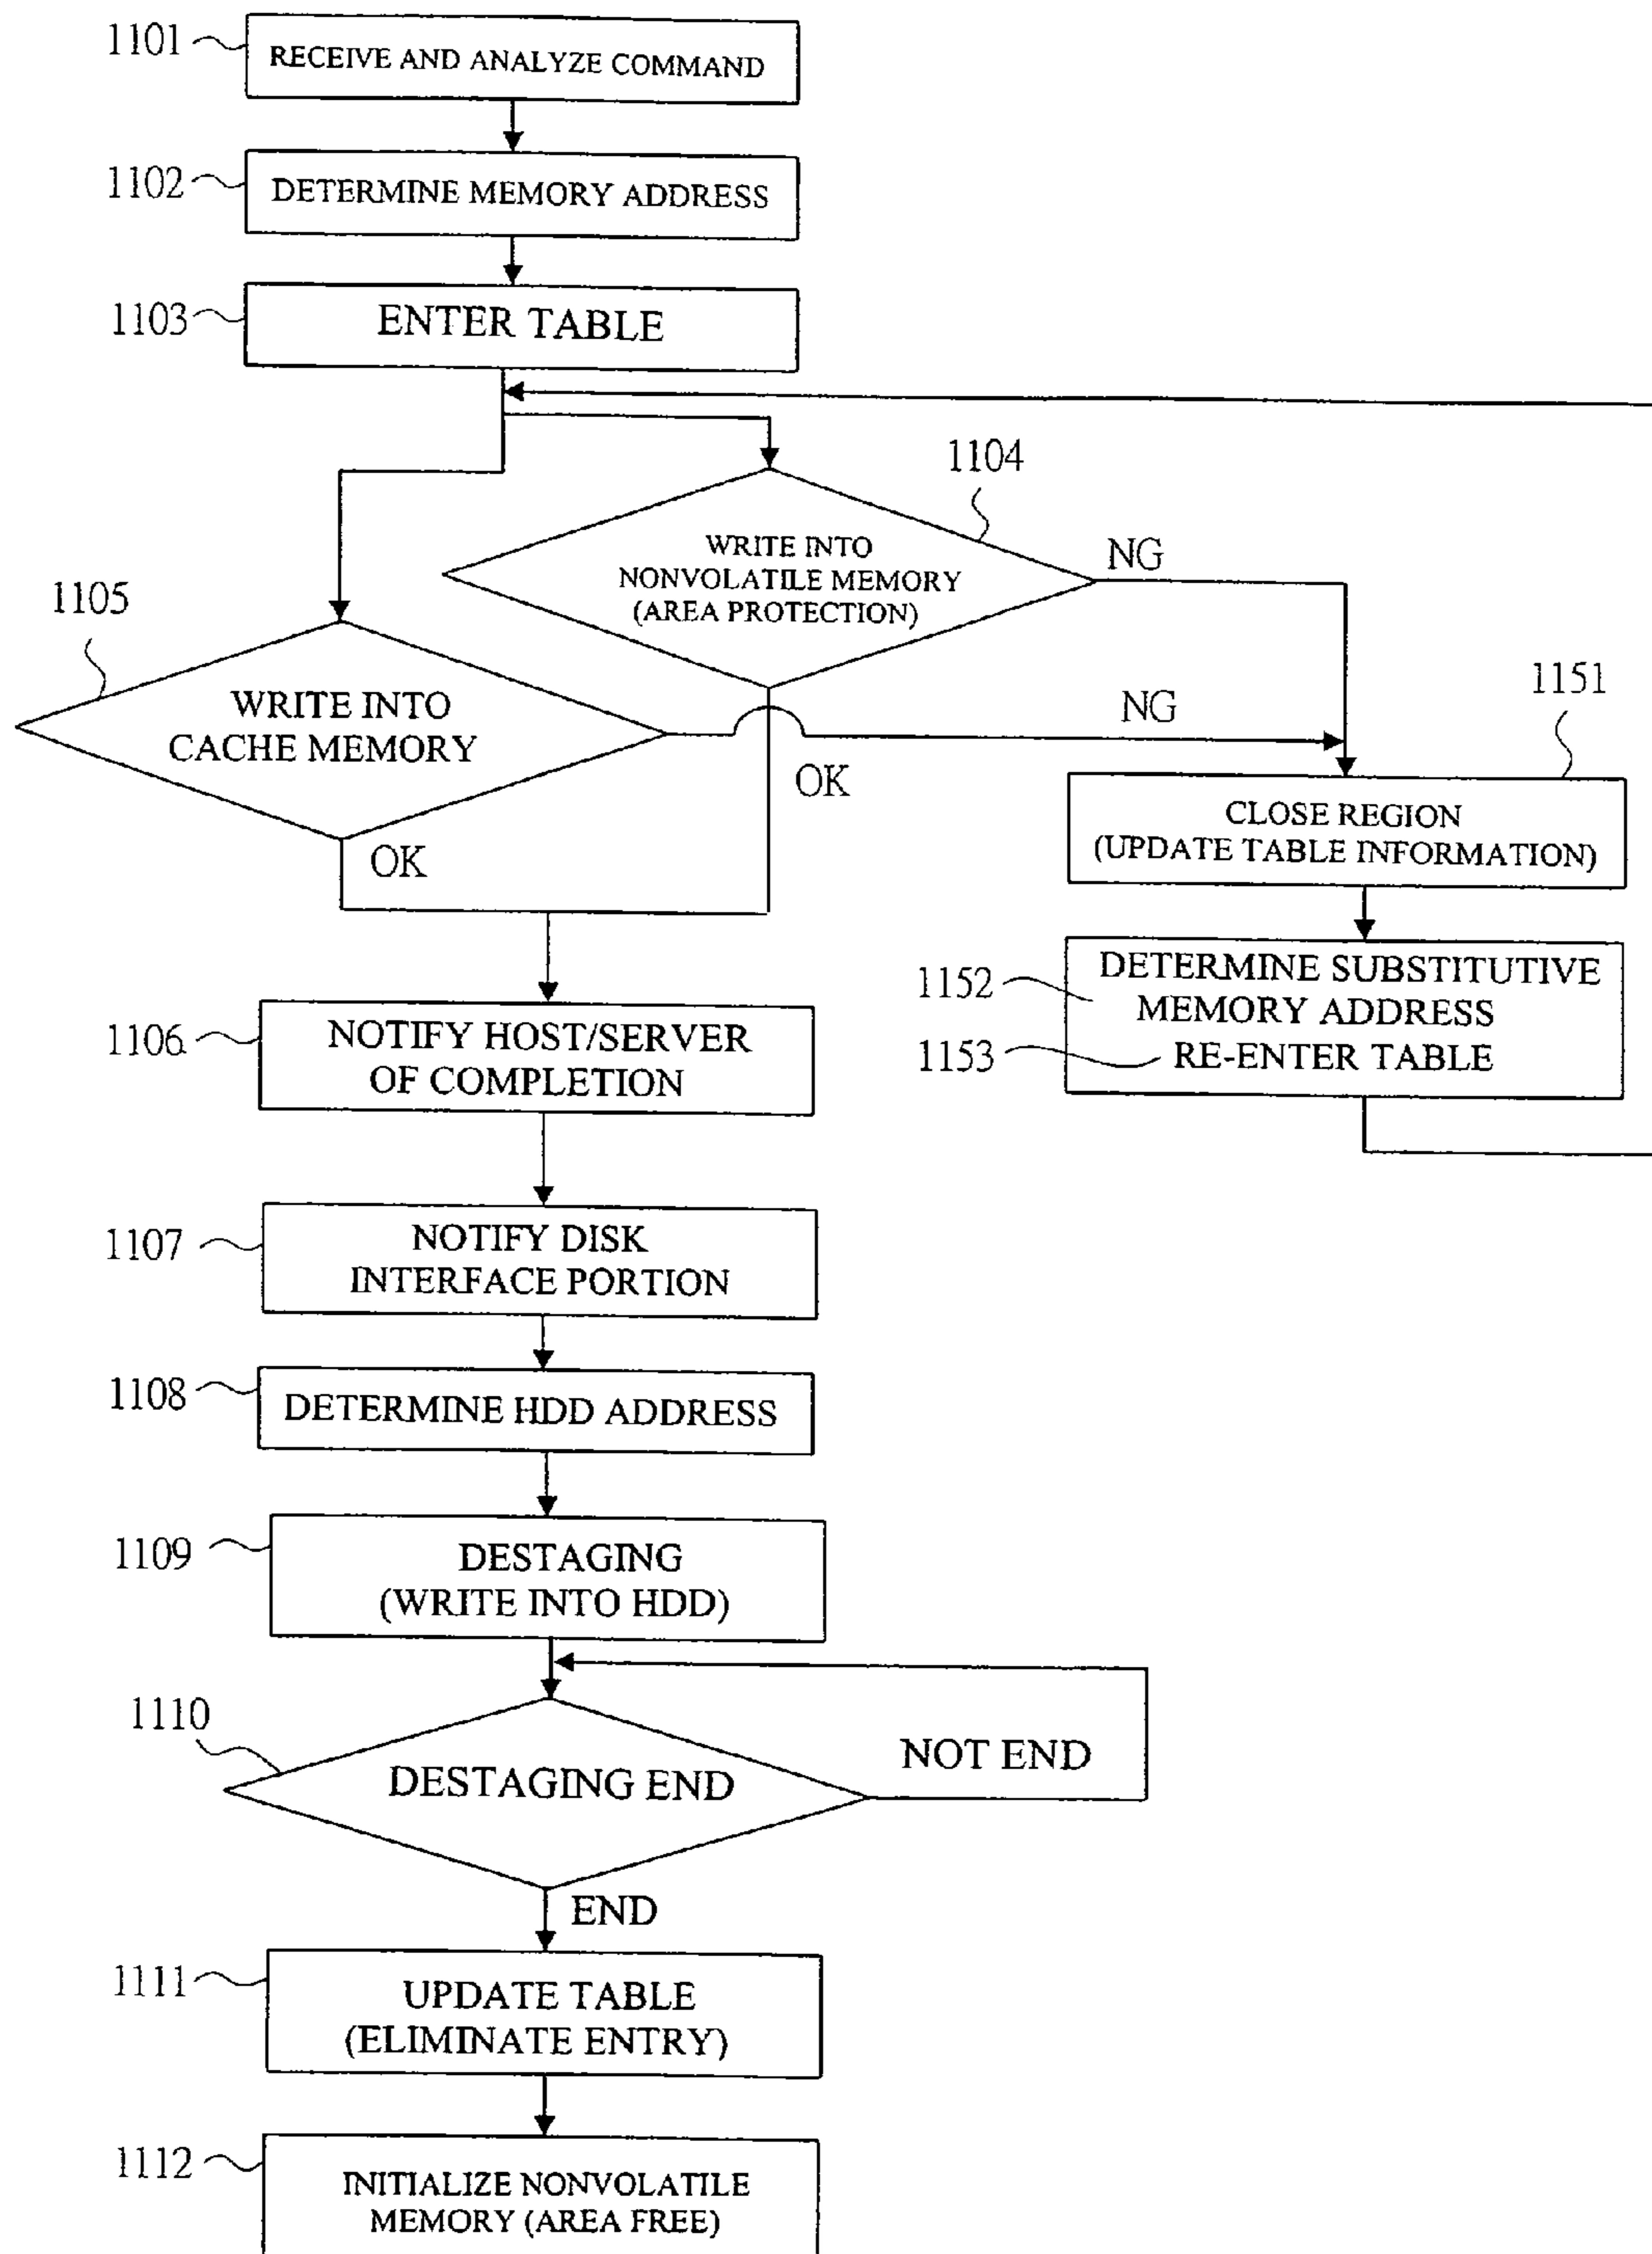 1101
RECEIVE AND ANALYZE COMMAND
1102
DETERMINE MEMORY ADDRESS
1103
ENTER TABLE
1104
WRITE INTO
NONVOLATILE MEMORY
(AREA PROTECTION)
NG
1105
WRITE INTO
CACHE MEMORY
NG
OK
OK
1151
CLOSE REGION
(UPDATE TABLE INFORMATION)
1152
DETERMINE SUBSTITUTIVE
MEMORY ADDRESS
1153
RE-ENTER TABLE
1106
NOTIFY HOST/SERVER
OF COMPLETION
1107
NOTIFY DISK
INTERFACE PORTION
1108
DETERMINE HDD ADDRESS
1109
DESTAGING
(WRITE INTO HDD)
1110
DESTAGING END
NOT END
END
1111
UPDATE TABLE
(ELIMINATE ENTRY)
1112
INITIALIZE NONVOLATILE
MEMORY (AREA FREE)